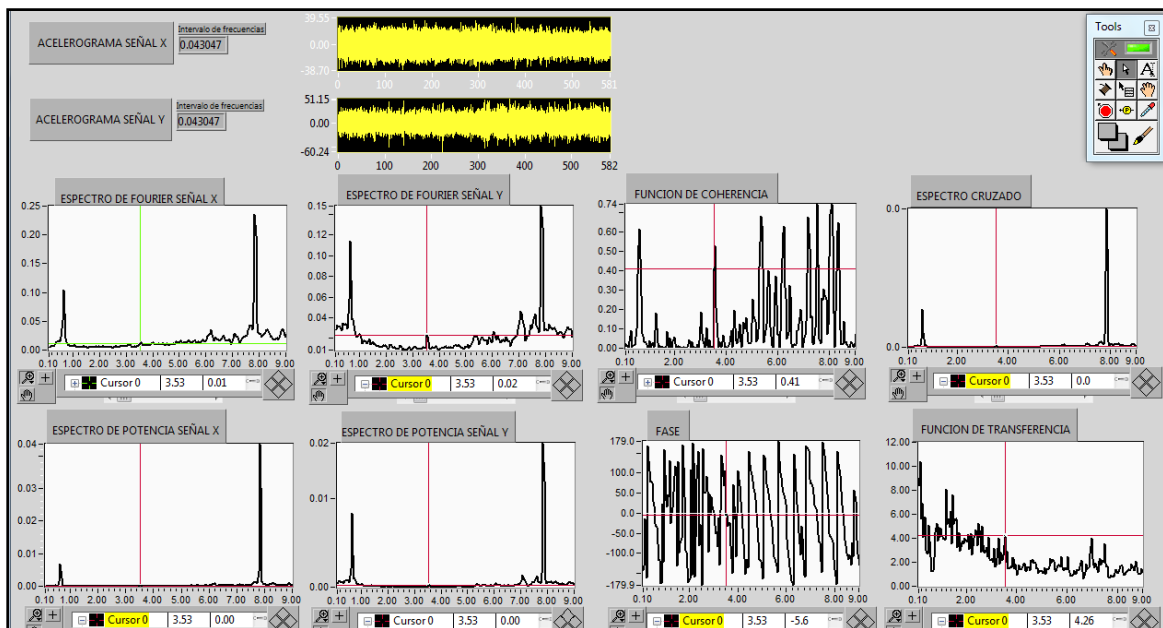 ACELEROGRAMA SEÑAL X
Intervalo de frecuencias
0.043047
39.55
0.00
-38.70
0 100 200 300 400 500 581
Tools
ACELEROGRAMA SEÑAL Y
Intervalo de frecuencias
0.043047
51.15
0.00
-60.24
0 100 200 300 400 500 582
ESPECTRO DE FOURIER SEÑAL X
0.25
0.20
0.15
0.10
0.05
0.00
0.10 1.00 2.00 3.00 4.00 5.00 6.00 7.00 8.00 9.00
Cursor 0 3.53 0.01
ESPECTRO DE FOURIER SEÑAL Y
0.15
0.12
0.10
0.08
0.06
0.04
0.01
0.10 2.00 3.00 4.00 5.00 6.00 7.00 8.00 9.00
Cursor 0 3.53 0.02
FUNCION DE COHERENCIA
0.74
0.60
0.50
0.40
0.30
0.20
0.10
0.00
0.10 2.00 4.00 6.00 8.00 9.00
Cursor 0 3.53 0.41
ESPECTRO CRUZADO
0.0
0.0
0.10 2.00 4.00 6.00 8.00 9.00
Cursor 0 3.53 0.0
ESPECTRO DE POTENCIA SEÑAL X
0.04
0.03
0.02
0.01
0.00
0.10 1.00 2.00 3.00 4.00 5.00 6.00 7.00 8.00 9.00
Cursor 0 3.53 0.00
ESPECTRO DE POTENCIA SEÑAL Y
0.02
0.01
0.00
0.10 2.00 3.00 4.00 5.00 6.00 7.00 8.00 9.00
Cursor 0 3.53 0.00
FASE
179.0
150.0
100.0
50.0
0.0
-50.0
-100.0
-179.9
0.10 2.00 4.00 6.00 8.00 9.00
Cursor 0 3.53 -5.6
FUNCION DE TRANSFERENCIA
12.00
10.00
8.00
6.00
4.00
2.00
0.00
0.10 2.00 4.00 6.00 8.00 9.00
Cursor 0 3.53 4.26